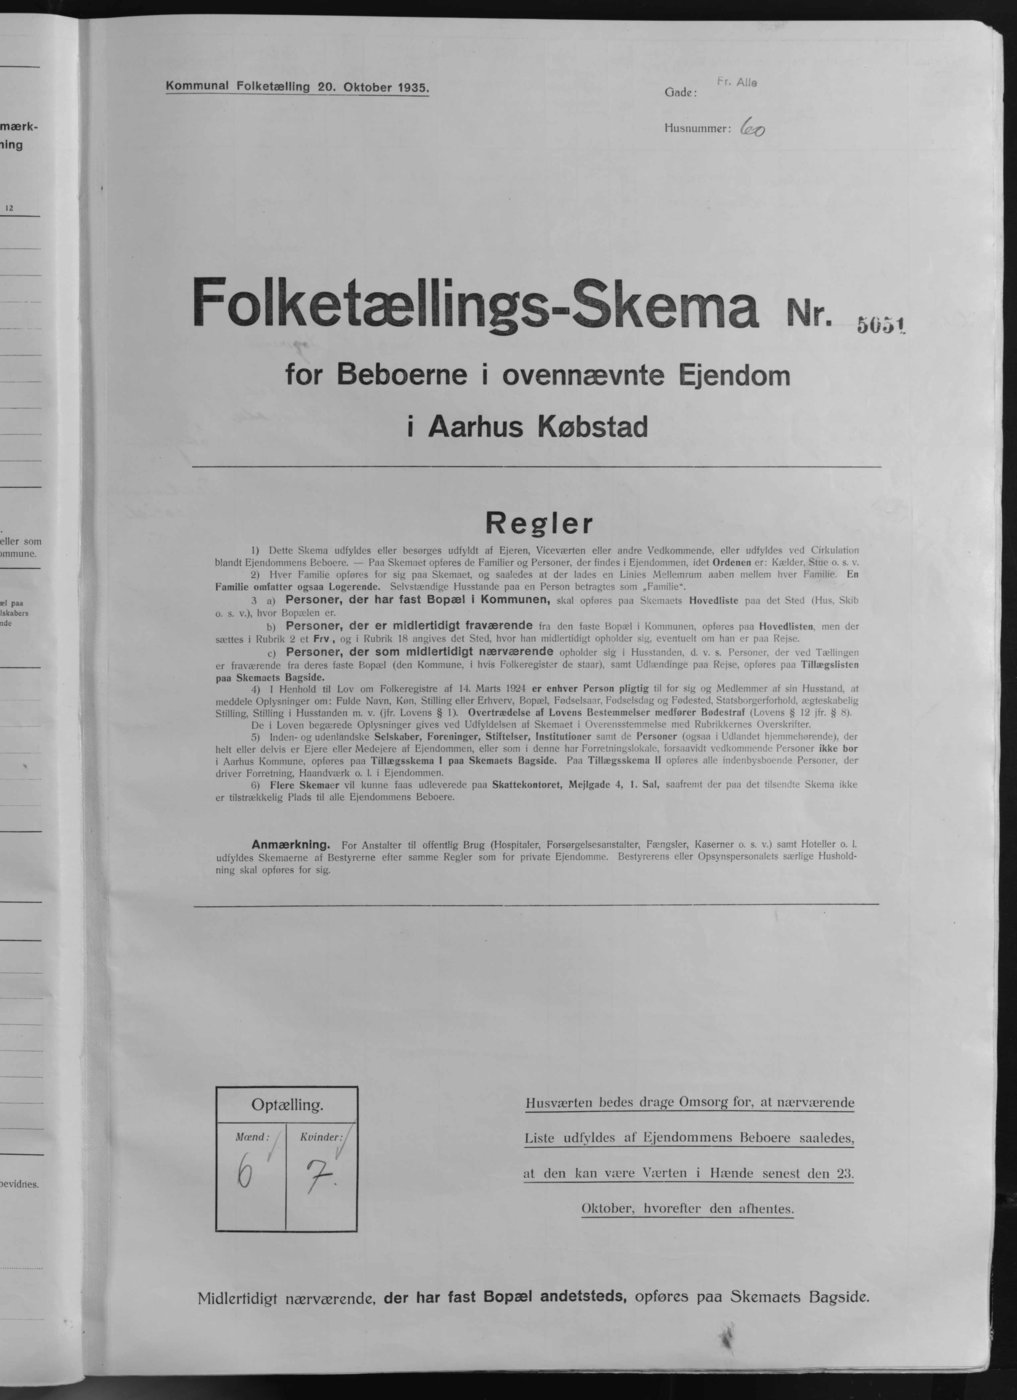 mærk-
ning
12
eller som
ommune.
æl paa
lskabers
nde
bevidnes.
Kommunal Folketælling 20. Oktober 1935.
Gade: Fr. Alle
Husnummer: 60
Folketællings-Skema Nr. 5051
for Beboerne i ovennævnte Ejendom
i Aarhus Købstad
Regler
1) Dette Skema udfyldes eller besørges udfyldt af Ejeren, Viceværten eller andre Vedkommende, eller udfyldes ved Cirkulation
blandt Ejendommens Beboere. — Paa Skemaet opføres de Familier og Personer, der findes i Ejendommen, idet Ordenen er: Kælder, Stue o. s. v.
2) Hver Familie opføres for sig paa Skemaet, og saaledes at der lades en Linies Mellemrum aaben mellem hver Familie. En
Familie omfatter ogsaa Logerende. Selvstændige Husstande paa en Person betragtes som „Familie“.
3 a) Personer, der har fast Bopæl i Kommunen, skal opføres paa Skemaets Hovedliste paa det Sted (Hus, Skib
o. s. v.), hvor Bopælen er.
b) Personer, der er midlertidigt fraværende fra den faste Bopæl i Kommunen, opføres paa Hovedlisten, men der
sættes i Rubrik 2 et Frv., og i Rubrik 18 angives det Sted, hvor han midlertidigt opholder sig, eventuelt om han er paa Rejse.
c) Personer, der som midlertidigt nærværende opholder sig i Husstanden, d. v. s. Personer, der ved Tællingen
er fraværende fra deres faste Bopæl (den Kommune, i hvis Folkeregister de staar), samt Udlændinge paa Rejse, opføres paa Tillægslisten
paa Skemaets Bagside.
4) I Henhold til Lov om Folkeregistre af 14. Marts 1924 er enhver Person pligtig til for sig og Medlemmer af sin Husstand, at
meddele Oplysninger om: Fulde Navn, Køn, Stilling eller Erhverv, Bopæl, Fødselsaar, Fødselsdag og Fødested, Statsborgerforhold, ægteskabelig
Stilling, Stilling i Husstanden m. v. (jfr. Lovens § 1). Overtrædelse af Lovens Bestemmelser medfører Bødestraf (Lovens § 12 jfr. § 8).
De i Loven begærede Oplysninger gives ved Udfyldelsen af Skemaet i Overensstemmelse med Rubrikkernes Overskrifter.
5) Inden- og udenlandske Selskaber, Foreninger, Stiftelser, Institutioner samt de Personer (ogsaa i Udlandet hjemmehørende), der
helt eller delvis er Ejere eller Medejere af Ejendommen, eller som i denne har Forretningslokale, forsaavidt vedkommende Personer ikke bor
i Aarhus Kommune, opføres paa Tillægsskema I paa Skemaets Bagside. Paa Tillægsskema II opføres alle indenbysboende Personer, der
driver Forretning, Haandværk o. l. i Ejendommen.
6) Flere Skemaer vil kunne faas udleverede paa Skattekontoret, Mejlgade 4, 1. Sal, saafremt der paa det tilsendte Skema ikke
er tilstrækkelig Plads til alle Ejendommens Beboere.
Anmærkning. For Anstalter til offentlig Brug (Hospitaler, Forsørgelsesanstalter, Fængsler, Kaserner o. s. v.) samt Hoteller o. l.
udfyldes Skemaerne af Bestyrerne efter samme Regler som for private Ejendomme. Bestyrerens eller Opsynspersonalets særlige Hushold-
ning skal opføres for sig.
Optælling.
Mænd: Kvinder:
6 7.
Husværten bedes drage Omsorg for, at nærværende
Liste udfyldes af Ejendommens Beboere saaledes,
at den kan være Værten i Hænde senest den 23.
Oktober, hvorefter den afhentes.
Midlertidigt nærværende, der har fast Bopæl andetsteds, opføres paa Skemaets Bagside.